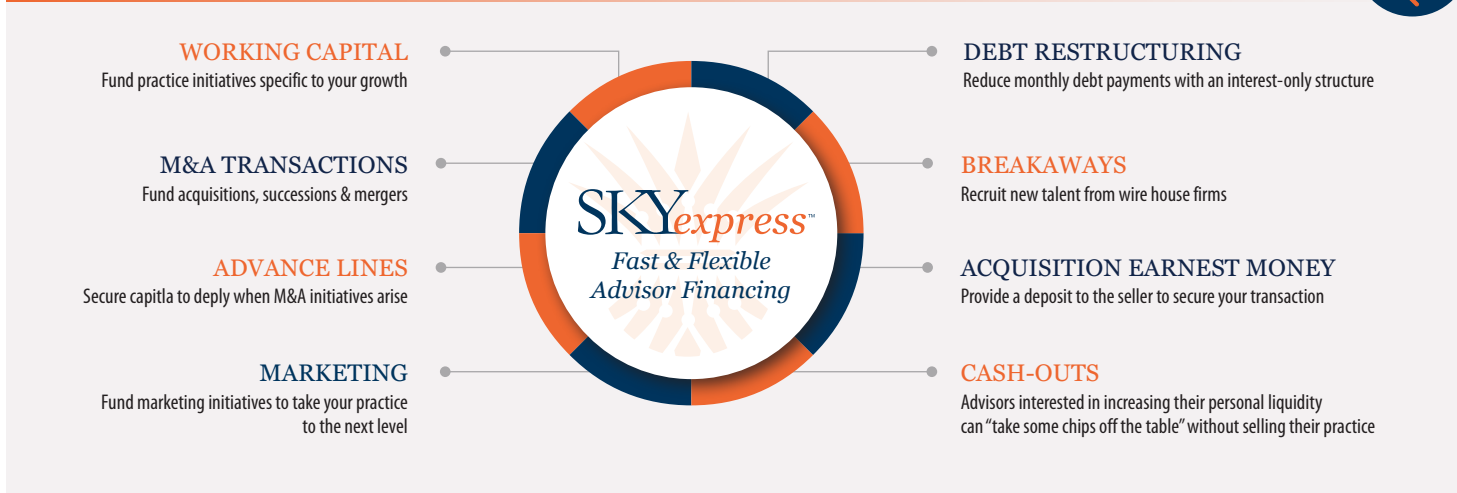 WORKING CAPITAL
Fund practice initiatives specific to your growth
M&A TRANSACTIONS
Fund acquisitions, successions & mergers
ADVANCE LINES
Secure capitla to deply when M&A initiatives arise
MARKETING
Fund marketing initiatives to take your practice
to the next level
SKYexpress™
Fast & Flexible
Advisor Financing
DEBT RESTRUCTURING
Reduce monthly debt payments with an interest-only structure
BREAKAWAYS
Recruit new talent from wire house firms
ACQUISITION EARNEST MONEY
Provide a deposit to the seller to secure your transaction
CASH-OUTS
Advisors interested in increasing their personal liquidity
can “take some chips off the table” without selling their practice